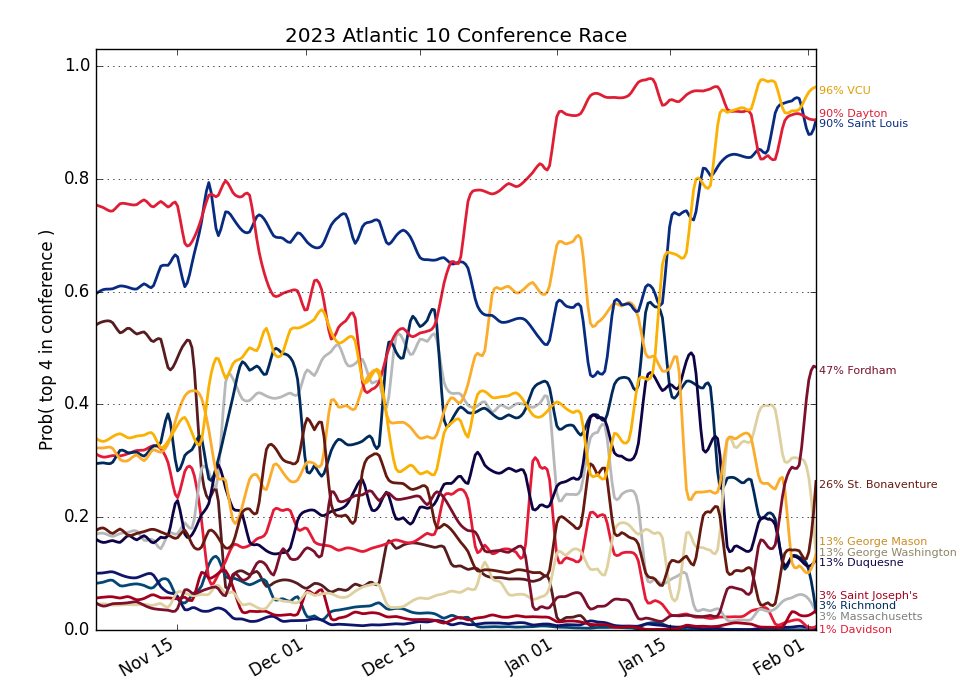 2023 Atlantic 10 Conference Race
Prob( top 4 in conference )
1.0
0.8
0.6
0.4
0.2
0.0
Nov 15
Dec 01
Dec 15
Jan 01
Jan 15
Feb 01
96% VCU
90% Dayton
90% Saint Louis
47% Fordham
26% St. Bonaventure
13% George Mason
13% George Washington
13% Duquesne
3% Saint Joseph's
3% Richmond
3% Massachusetts
1% Davidson